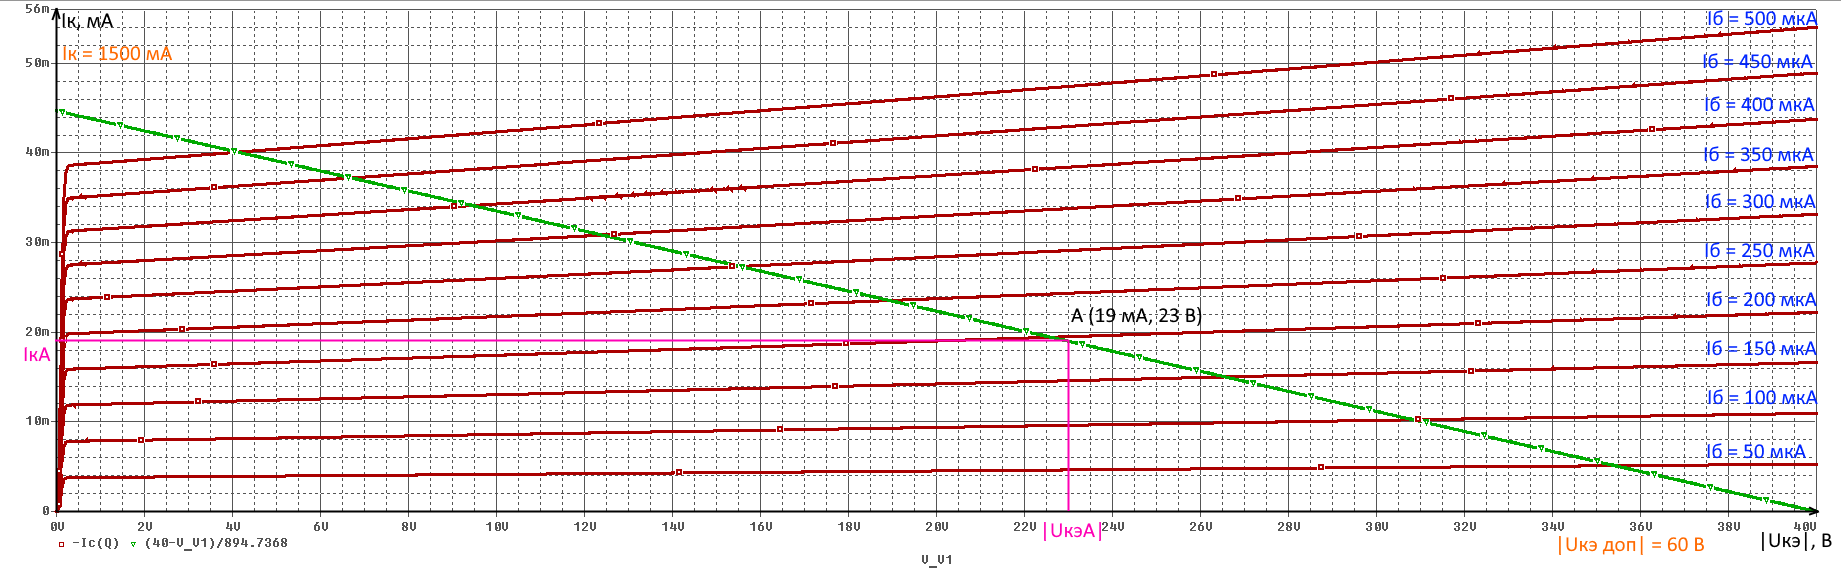 56m
Iк, мА
Iб = 500 мкА
Iк = 1500 мА
50m
Iб = 450 мкА
Iб = 400 мкА
40m
Iб = 350 мкА
Iб = 300 мкА
30m
Iб = 250 мкА
Iб = 200 мкА
А (19 мА, 23 В)
20m
IкА
Iб = 150 мкА
Iб = 100 мкА
10m
Iб = 50 мкА
0
0V 2V 4V 6V 8V 10V 12V 14V 16V 18V 20V 22V 24V 26V 28V 30V 32V 34V 36V 38V 40V
|UкэА|
-Ic(Q) (40-V_V1)/894.7368
|Uкэ доп| = 60 В
|Uкэ|, В
V_V1